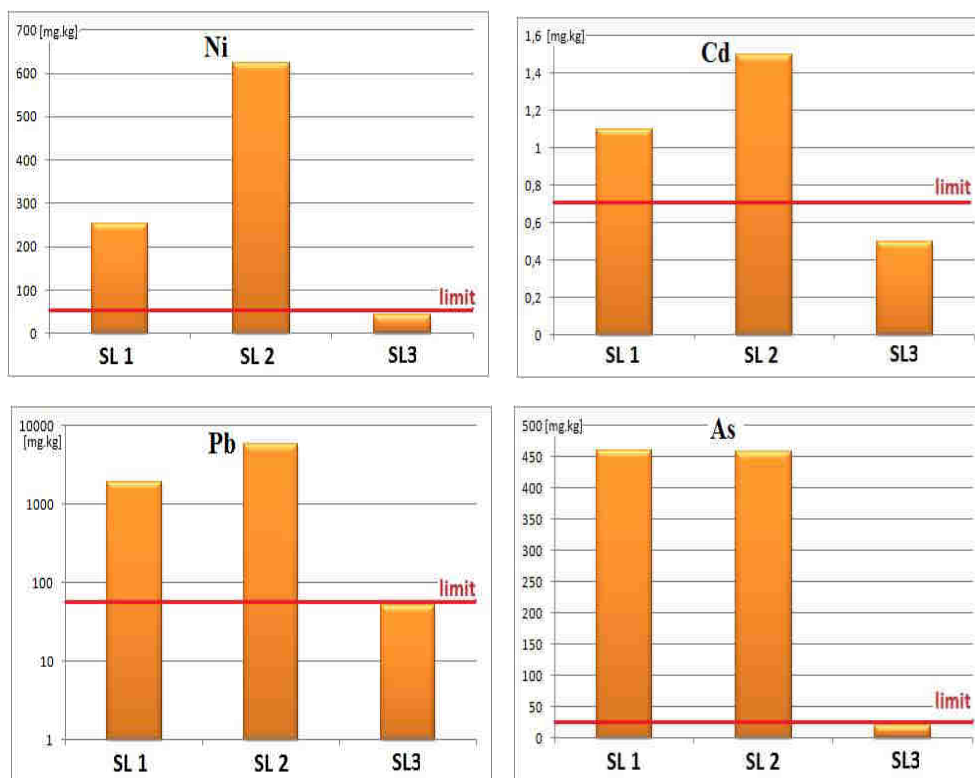 700 [mg.kg]
Ni
600
500
400
300
200
100
limit
0
SL 1 SL 2 SL3
1,6 [mg.kg]
Cd
1,4
1,2
1
0,8
limit
0,6
0,4
0,2
0
SL 1 SL 2 SL3
10000
[mg.kg]
Pb
1000
100
limit
10
1
SL 1 SL 2 SL3
500 [mg.kg]
As
450
400
350
300
250
200
150
100
50
limit
0
SL 1 SL 2 SL3